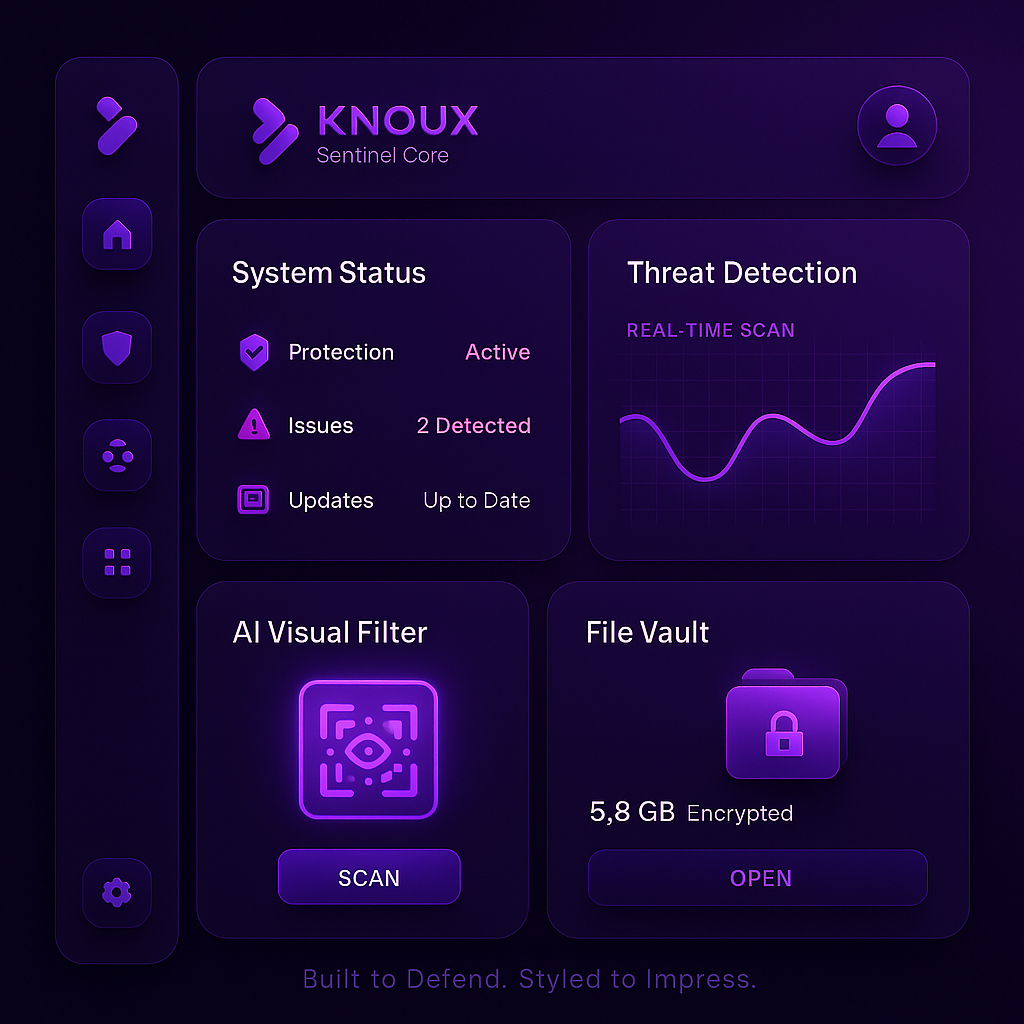 KNOUX
Sentinel Core
System Status
Protection Active
Issues 2 Detected
Updates Up to Date
Threat Detection
REAL-TIME SCAN
AI Visual Filter
SCAN
File Vault
5,8 GB Encrypted
OPEN
Built to Defend. Styled to Impress.